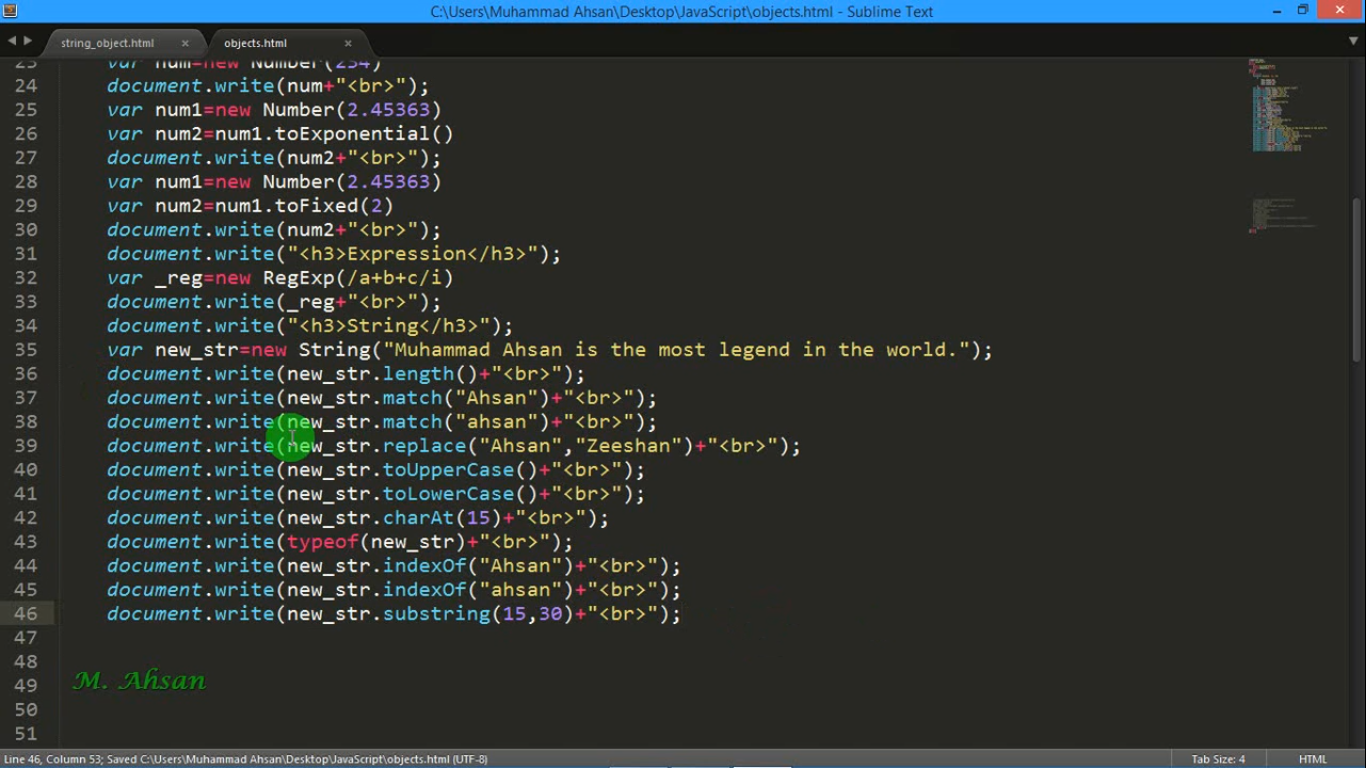 C:\Users\Muhammad Ahsan\Desktop\JavaScript\objects.html - Sublime Text
string_object.html × objects.html ×
23 var num=new Number(234)
24 document.write(num+"<br>");
25 var num1=new Number(2.45363)
26 var num2=num1.toExponential()
27 document.write(num2+"<br>");
28 var num1=new Number(2.45363)
29 var num2=num1.toFixed(2)
30 document.write(num2+"<br>");
31 document.write("<h3>Expression</h3>");
32 var _reg=new RegExp(/a+b+c/i)
33 document.write(_reg+"<br>");
34 document.write("<h3>String</h3>");
35 var new_str=new String("Muhammad Ahsan is the most legend in the world.");
36 document.write(new_str.length()+"<br>");
37 document.write(new_str.match("Ahsan")+"<br>");
38 document.write(new_str.match("ahsan")+"<br>");
39 document.write(new_str.replace("Ahsan","Zeeshan")+"<br>");
40 document.write(new_str.toUpperCase()+"<br>");
41 document.write(new_str.toLowerCase()+"<br>");
42 document.write(new_str.charAt(15)+"<br>");
43 document.write(typeof(new_str)+"<br>");
44 document.write(new_str.indexOf("Ahsan")+"<br>");
45 document.write(new_str.indexOf("ahsan")+"<br>");
46 document.write(new_str.substring(15,30)+"<br>");
47
48
M. Ahsan
49
50
51
Line 46, Column 53; Saved C:\Users\Muhammad Ahsan\Desktop\JavaScript\objects.html (UTF-8) Tab Size: 4 HTML